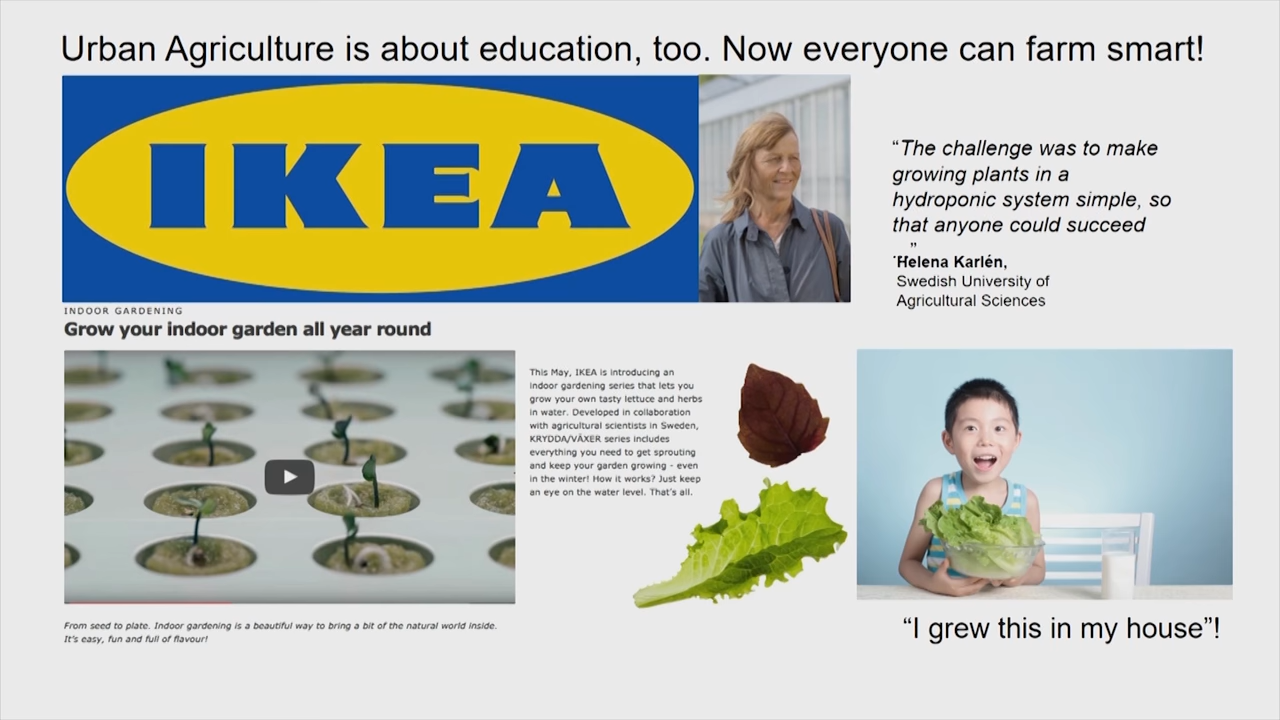 Urban Agriculture is about education, too. Now everyone can farm smart!
IKEA
“The challenge was to make
growing plants in a
hydroponic system simple, so
that anyone could succeed
.”
Helena Karlén,
Swedish University of
Agricultural Sciences
INDOOR GARDENING
Grow your indoor garden all year round
This May, IKEA is introducing an
indoor gardening series that lets you
grow your own tasty lettuce and herbs
in water. Developed in collaboration
with agricultural scientists in Sweden,
KRYDDA/VÄXER series includes
everything you need to get sprouting
and keep your garden growing - even
in the winter! How it works? Just keep
an eye on the water level. That's all.
From seed to plate. Indoor gardening is a beautiful way to bring a bit of the natural world inside.
It's easy, fun and full of flavour!
“I grew this in my house”!